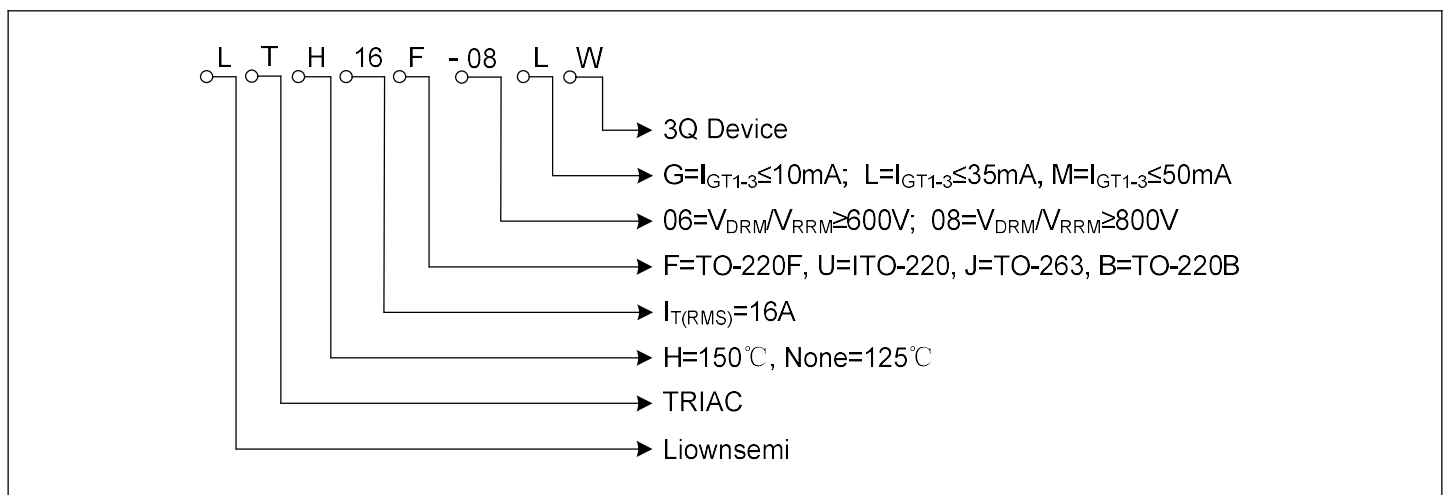 L T H 16 F - 08 L W
3Q Device
G=IGT1-3≤10mA; L=IGT1-3≤35mA, M=IGT1-3≤50mA
06=VDRM/VRRM≥600V; 08=VDRM/VRRM≥800V
F=TO-220F, U=ITO-220, J=TO-263, B=TO-220B
IT(RMS)=16A
H=150℃, None=125℃
TRIAC
Liownsemi